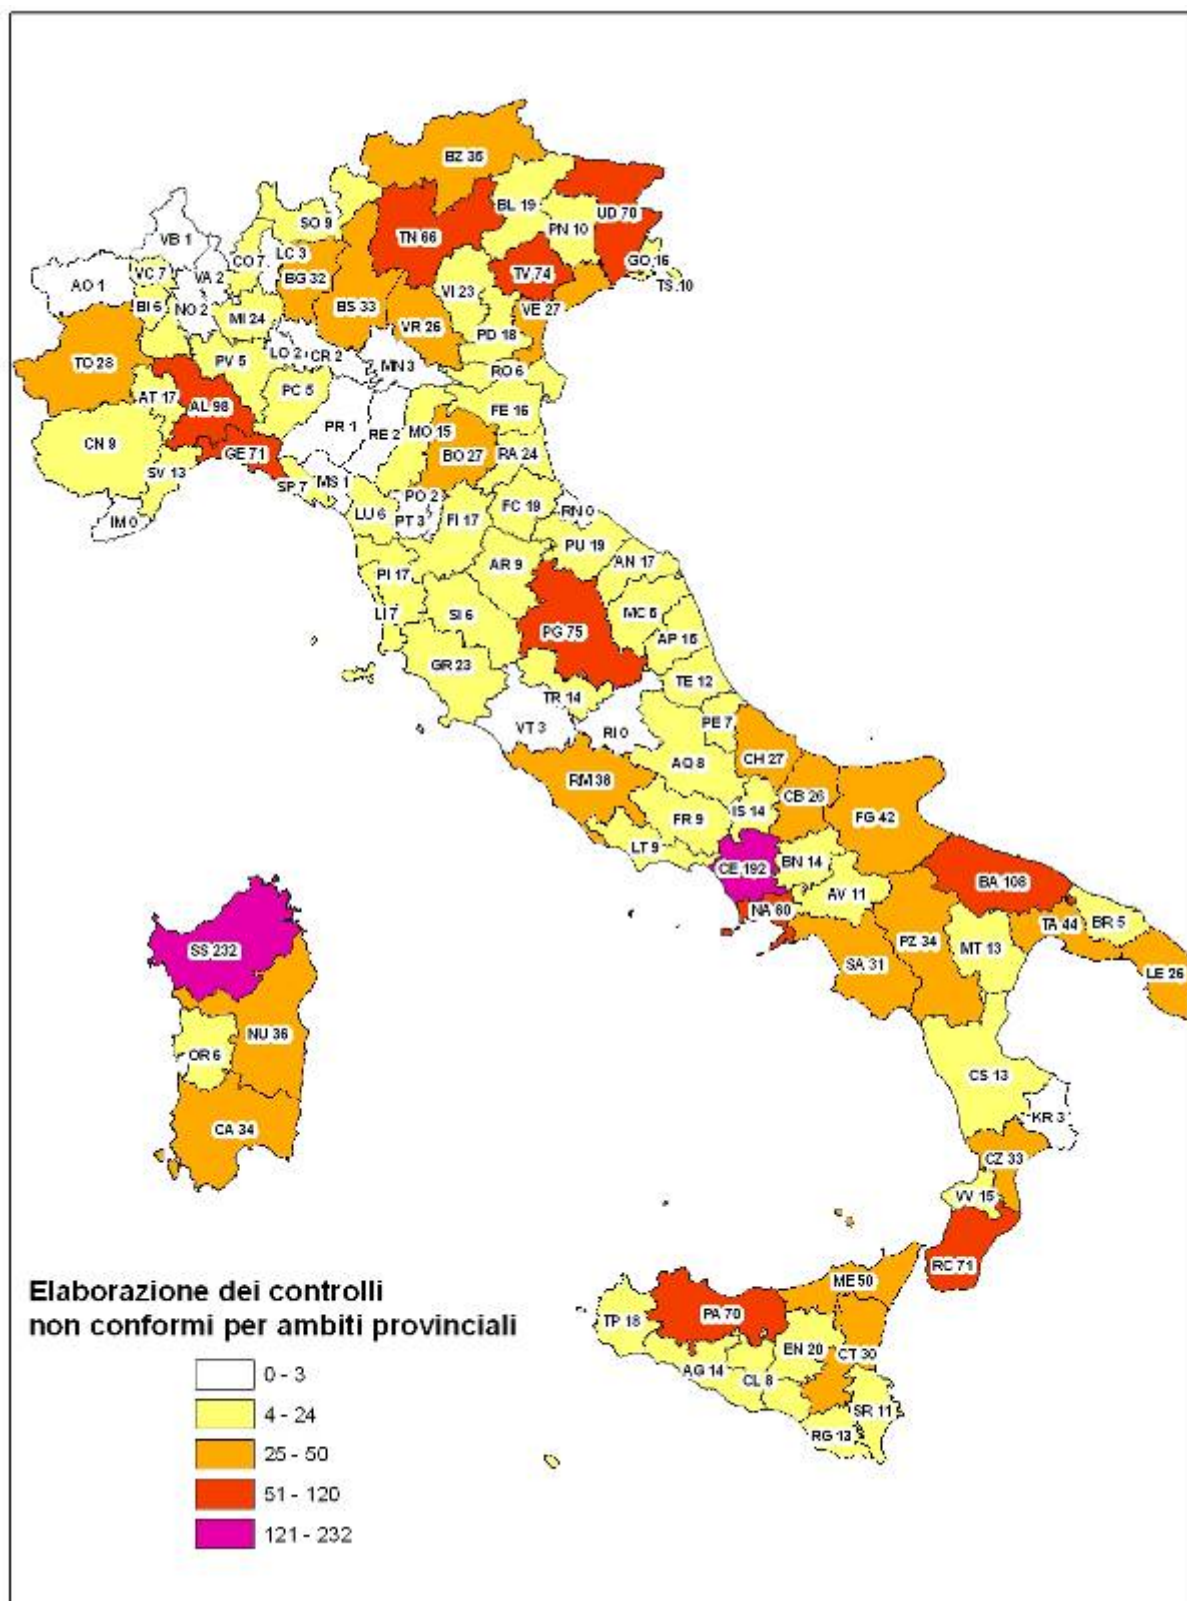 BZ 35
BL 19
SO 9
UD 70
PN 10
TN 66
VB 1
LC 3
CO 7
GO 16
VC 7
VA 2
BG 32
TV 74
TS 10
AO 1
BI 6
NO 2
MI 24
BS 33
VI 23
VE 27
VR 26
PD 18
TO 28
PV 5
LO 2
CR 2
MN 3
RO 6
AT 17
AL 98
PC 5
FE 16
PR 1
RE 2
MO 15
CN 9
GE 71
BO 27
RA 24
SV 13
SP 7
MS 1
PO 2
FC 19
RN 0
IM 0
LU 6
PT 3
FI 17
PU 19
AR 9
AN 17
PI 17
LI 7
SI 6
MC 6
PG 75
AP 15
GR 23
TE 12
TR 14
PE 7
VT 3
RI 0
CH 27
AQ 8
RM 38
CB 26
IS 14
FR 9
FG 42
LT 9
CE 192
BN 14
BA 108
AV 11
NA 60
TA 44
BR 5
PZ 34
SS 232
MT 13
SA 31
LE 26
NU 36
OR 6
CS 13
KR 3
CA 34
CZ 33
VV 15
RC 71
ME 50
PA 70
TP 18
EN 20
CT 30
AG 14
CL 8
SR 11
RG 13
Elaborazione dei controlli
non conformi per ambiti provinciali
0 - 3
4 - 24
25 - 50
51 - 120
121 - 232